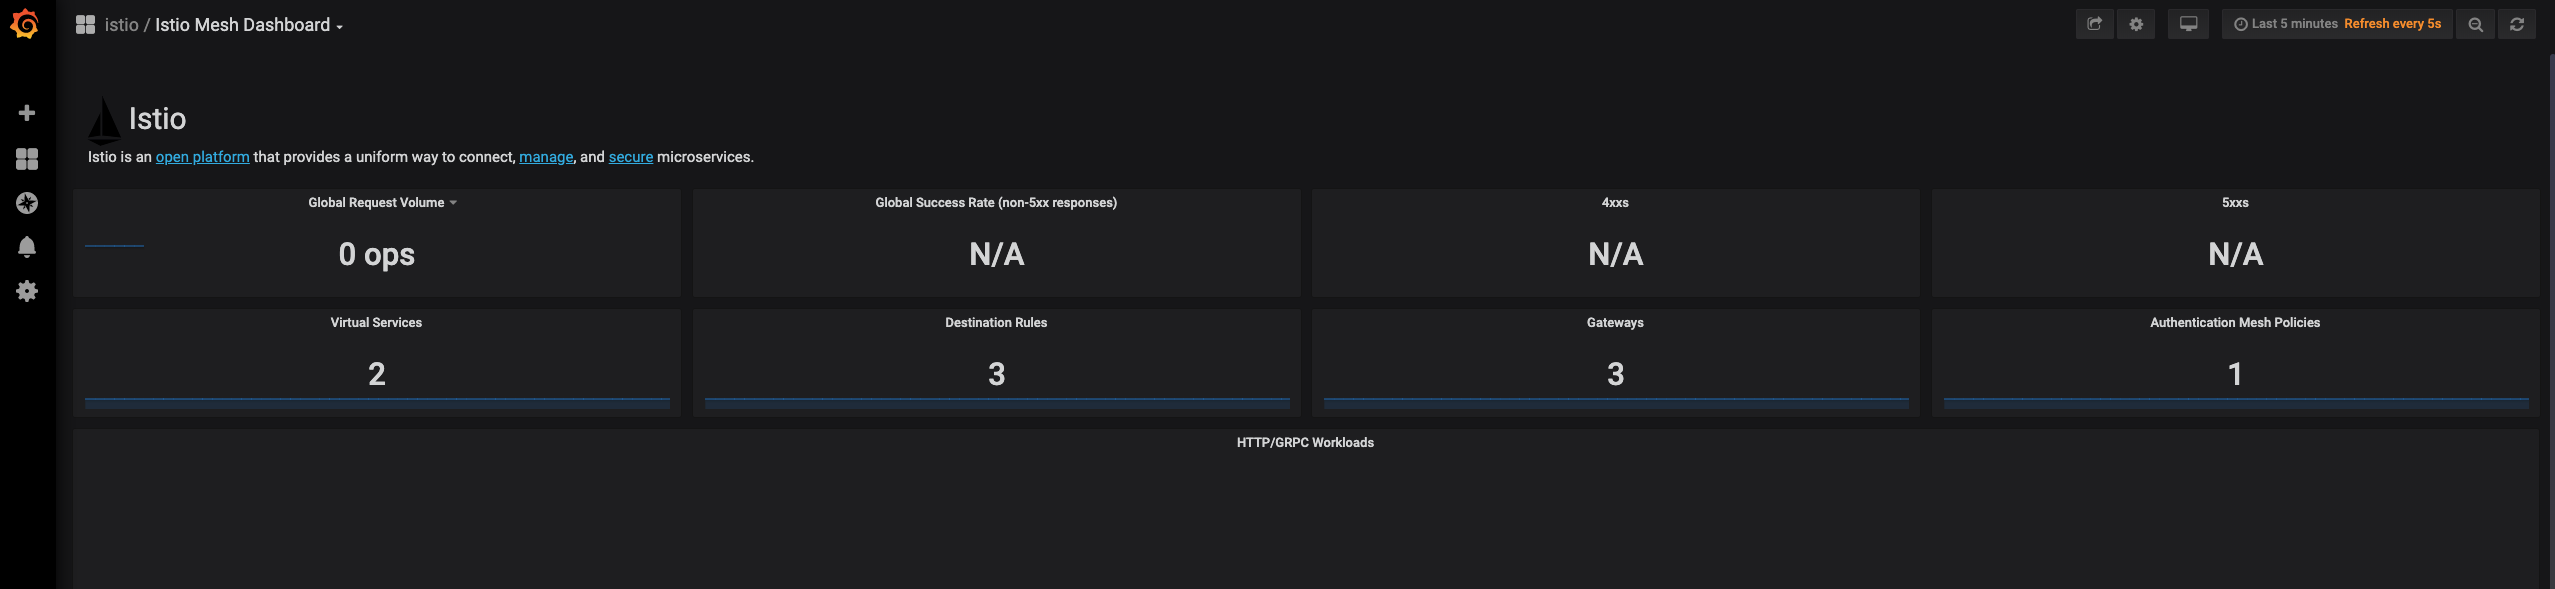 istio / Istio Mesh Dashboard
Last 5 minutes Refresh every 5s
Istio
Istio is an open platform that provides a uniform way to connect, manage, and secure microservices.
Global Request Volume
0 ops
Global Success Rate (non-5xx responses)
N/A
4xxs
N/A
5xxs
N/A
Virtual Services
2
Destination Rules
3
Gateways
3
Authentication Mesh Policies
1
HTTP/GRPC Workloads